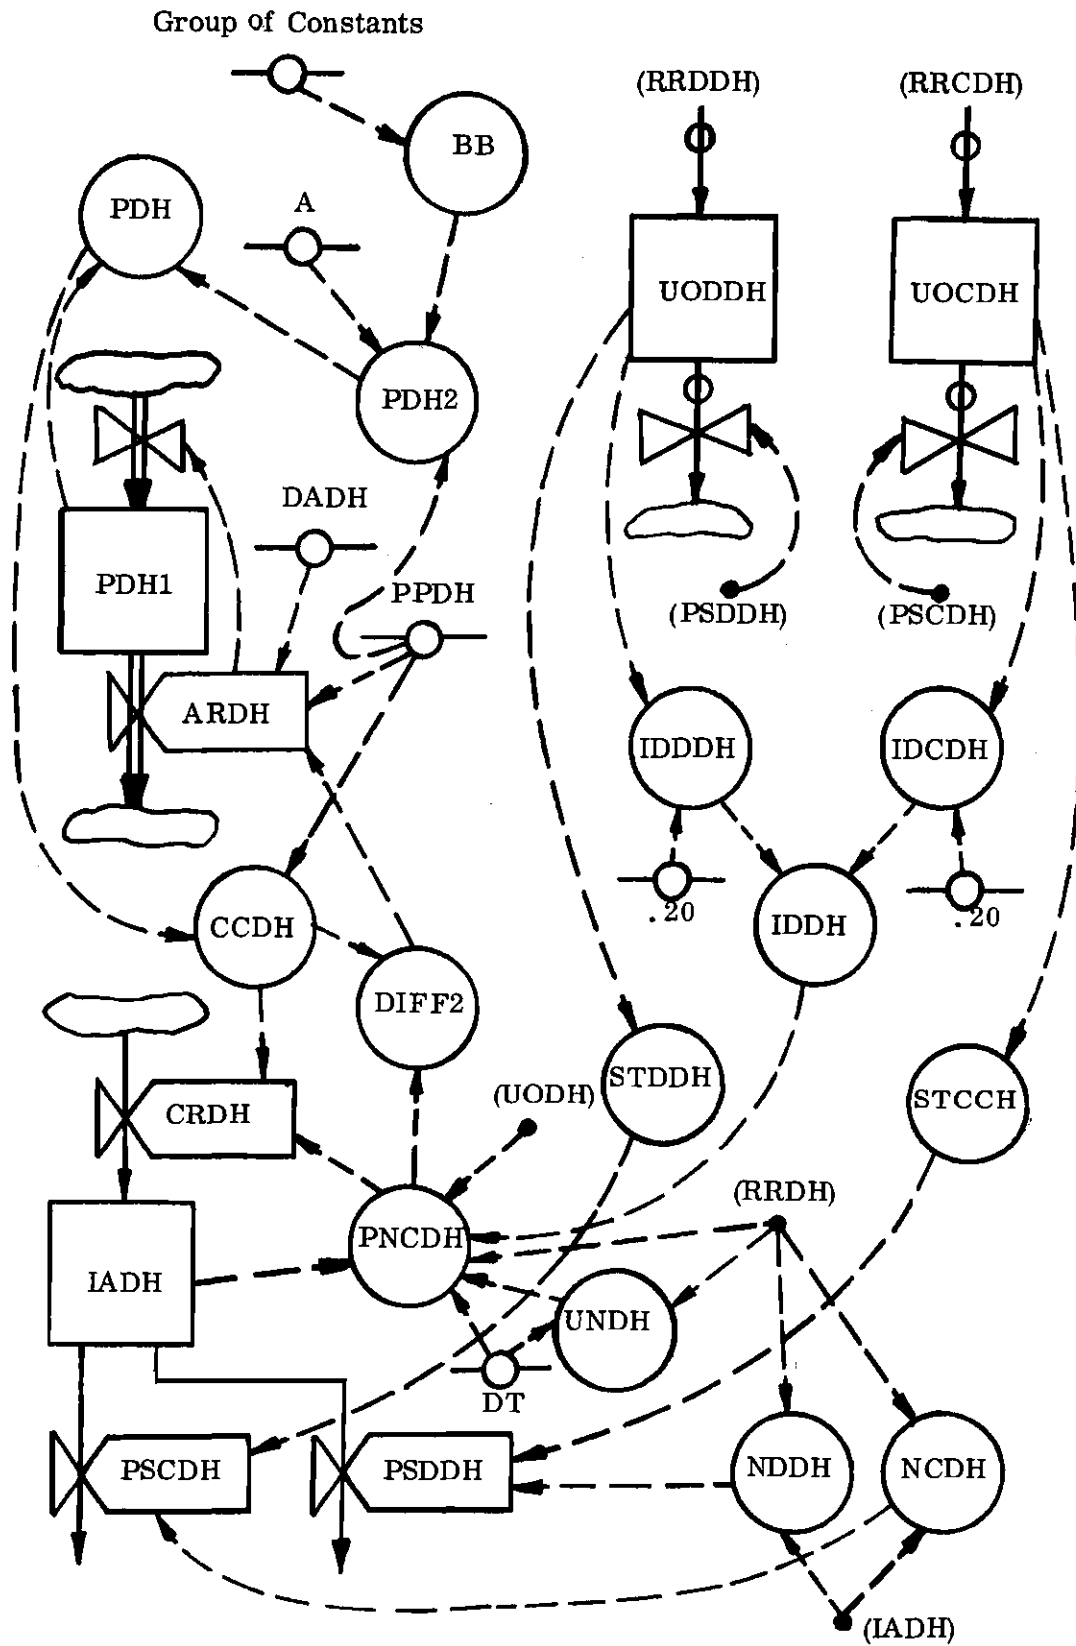 Group of Constants
(RRDDH)
(RRCDH)
BB
A
PDH
UODDH
UOCDH
PDH2
DADH
PDH1
PPDH
(PSDDH)
(PSCDH)
ARDH
IDDDH
IDCDH
.20
.20
CCDH
IDDH
DIFF2
STDDH
(UODH)
STCCH
CRDH
(RRDH)
PNCDH
IADH
UNDH
DT
PSCDH
PSDDH
NDDH
NCDH
(IADH)